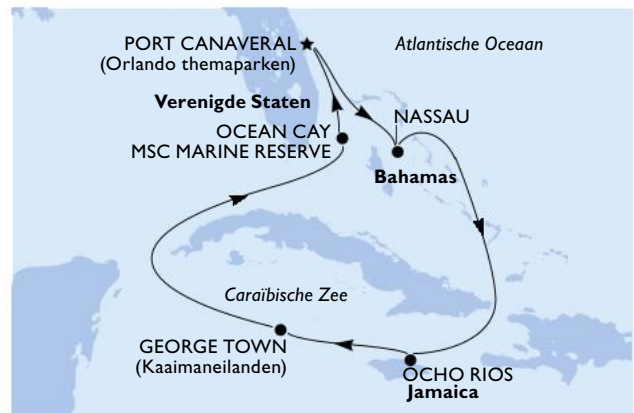 PORT CANAVERAL
(Orlando themaparken)
Atlantische Oceaan
Verenigde Staten
OCEAN CAY
MSC MARINE RESERVE
NASSAU
Bahamas
Caraïbische Zee
GEORGE TOWN
(Kaaimaneilanden)
OCHO RIOS
Jamaica